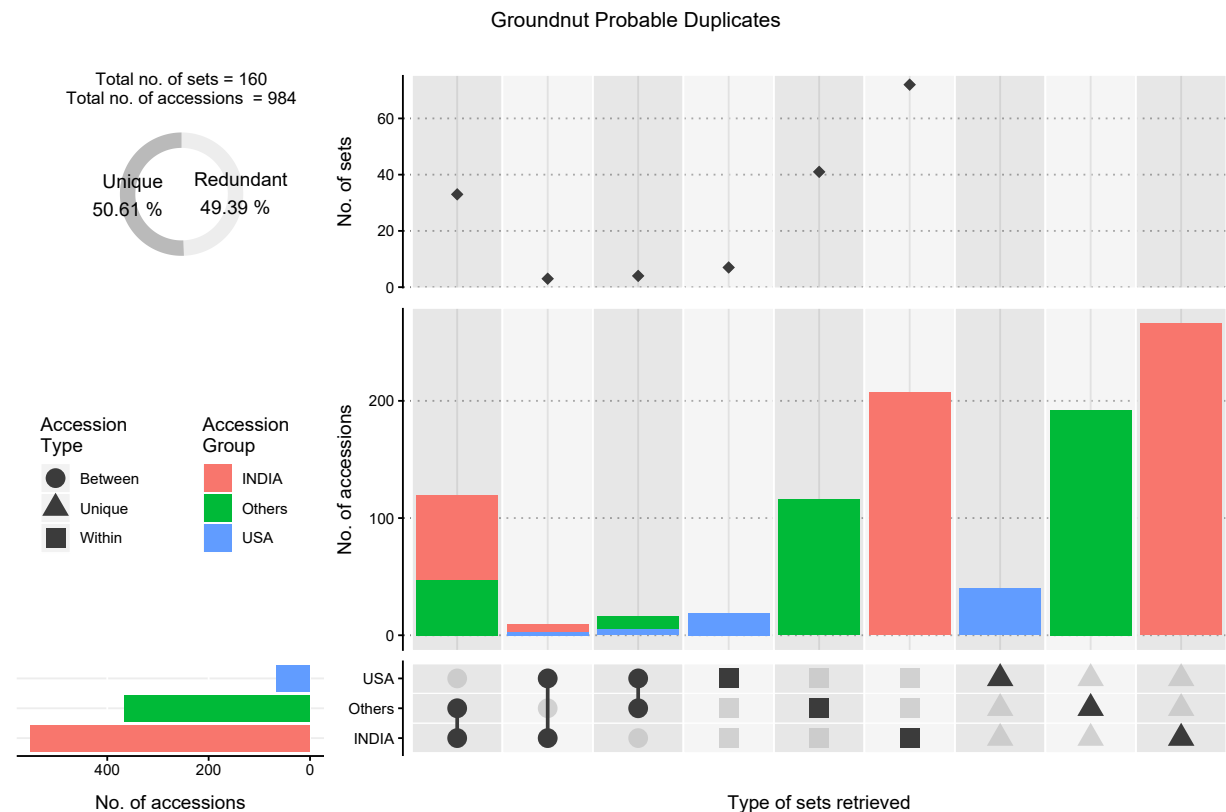 Groundnut Probable Duplicates
Total no. of sets = 160
Total no. of accessions  = 984
Unique
50.61 %
Redundant
49.39 %
No. of sets
60
40
20
0
No. of accessions
200
100
0
Accession
Type
Between
Unique
Within
Accession
Group
INDIA
Others
USA
USA
Others
INDIA
400
200
0
No. of accessions
Type of sets retrieved